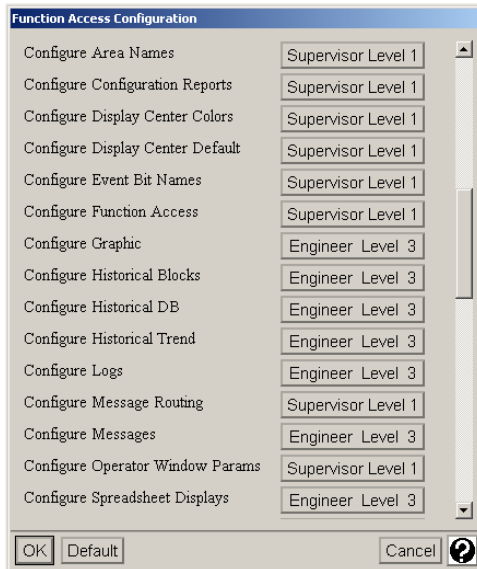 Function Access Configuration
Configure Area Names Supervisor Level 1
Configure Configuration Reports Supervisor Level 1
Configure Display Center Colors Supervisor Level 1
Configure Display Center Default Supervisor Level 1
Configure Event Bit Names Supervisor Level 1
Configure Function Access Supervisor Level 1
Configure Graphic Engineer Level 3
Configure Historical Blocks Engineer Level 3
Configure Historical DB Engineer Level 3
Configure Historical Trend Engineer Level 3
Configure Logs Engineer Level 3
Configure Message Routing Supervisor Level 1
Configure Messages Engineer Level 3
Configure Operator Window Params Supervisor Level 1
Configure Spreadsheet Displays Engineer Level 3
OK Default Cancel ?